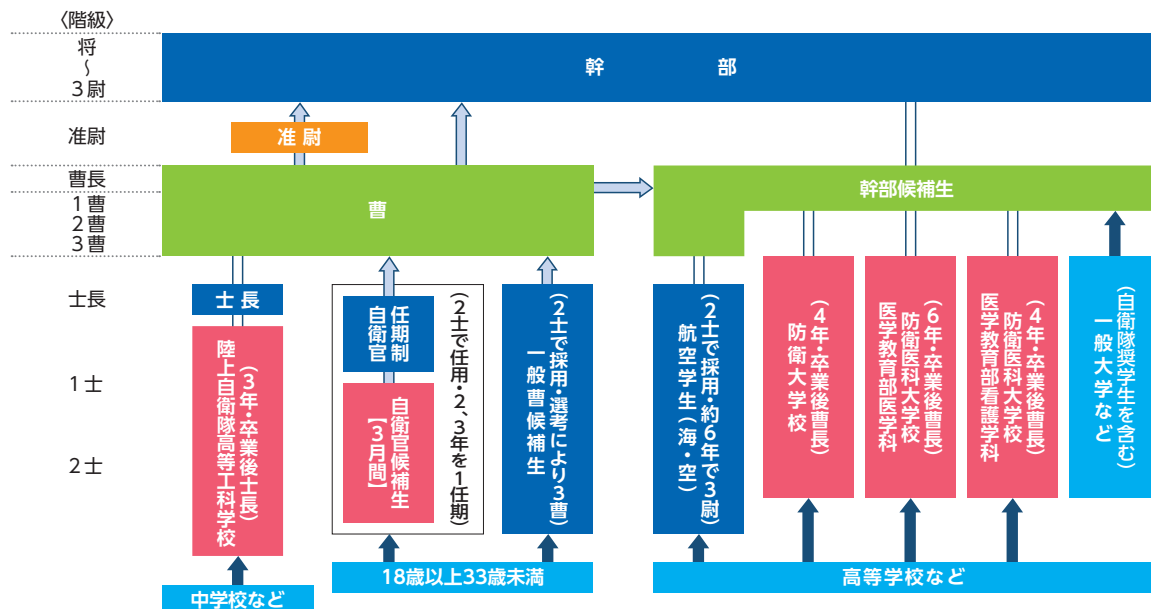 〈階級〉
将
～
3尉
准尉
曹長
1曹
2曹
3曹
士長
1士
2士
幹部
准尉
曹
幹部候補生
士長
陸上自衛隊高等工科学校
（3年・卒業後士長）
任期制
自衛官
自衛官候補生
【3月間】
（2士で任用・2、3年を1任期）
一般曹候補生
（2士で採用・選考により3曹）
航空学生（海・空）
（2士で採用・約6年で3尉）
防衛大学校
（4年・卒業後曹長）
医学教育部医学科
防衛医科大学校
（6年・卒業後曹長）
医学教育部看護学科
防衛医科大学校
（4年・卒業後曹長）
一般大学など
（自衛隊奨学生を含む）
中学校など
18歳以上33歳未満
高等学校など